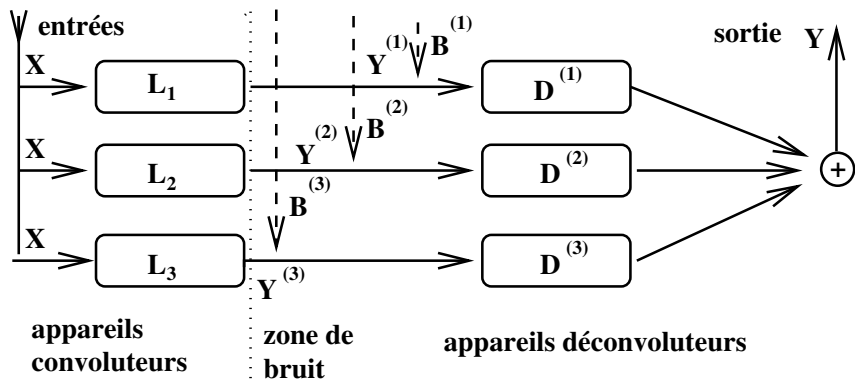 entrées
sortie
X
L₁
Y⁽¹⁾
B⁽¹⁾
D⁽¹⁾
Y
X
L₂
Y⁽²⁾
B⁽²⁾
D⁽²⁾
+
X
L₃
Y⁽³⁾
B⁽³⁾
D⁽³⁾
appareils
convoluteurs
zone de
bruit
appareils déconvoluteurs